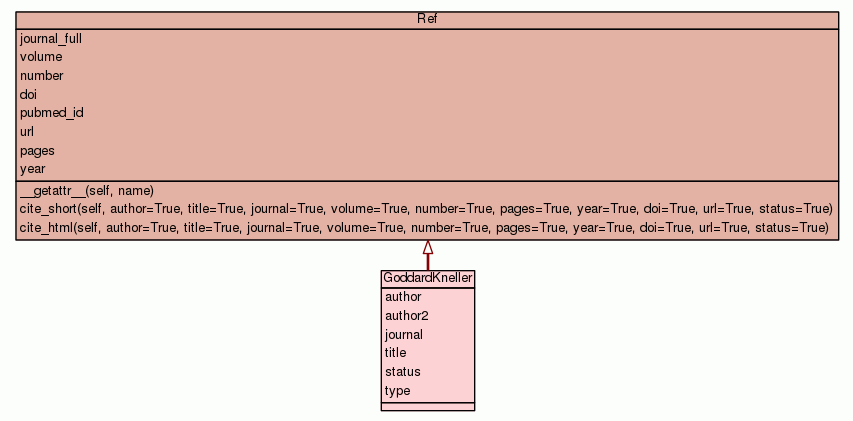 Ref
journal_full
volume
number
doi
pubmed_id
url
pages
year
__getattr__(self, name)
cite_short(self, author=True, title=True, journal=True, volume=True, number=True, pages=True, year=True, doi=True, url=True, status=True)
cite_html(self, author=True, title=True, journal=True, volume=True, number=True, pages=True, year=True, doi=True, url=True, status=True)
GoddardKneller
author
author2
journal
title
status
type